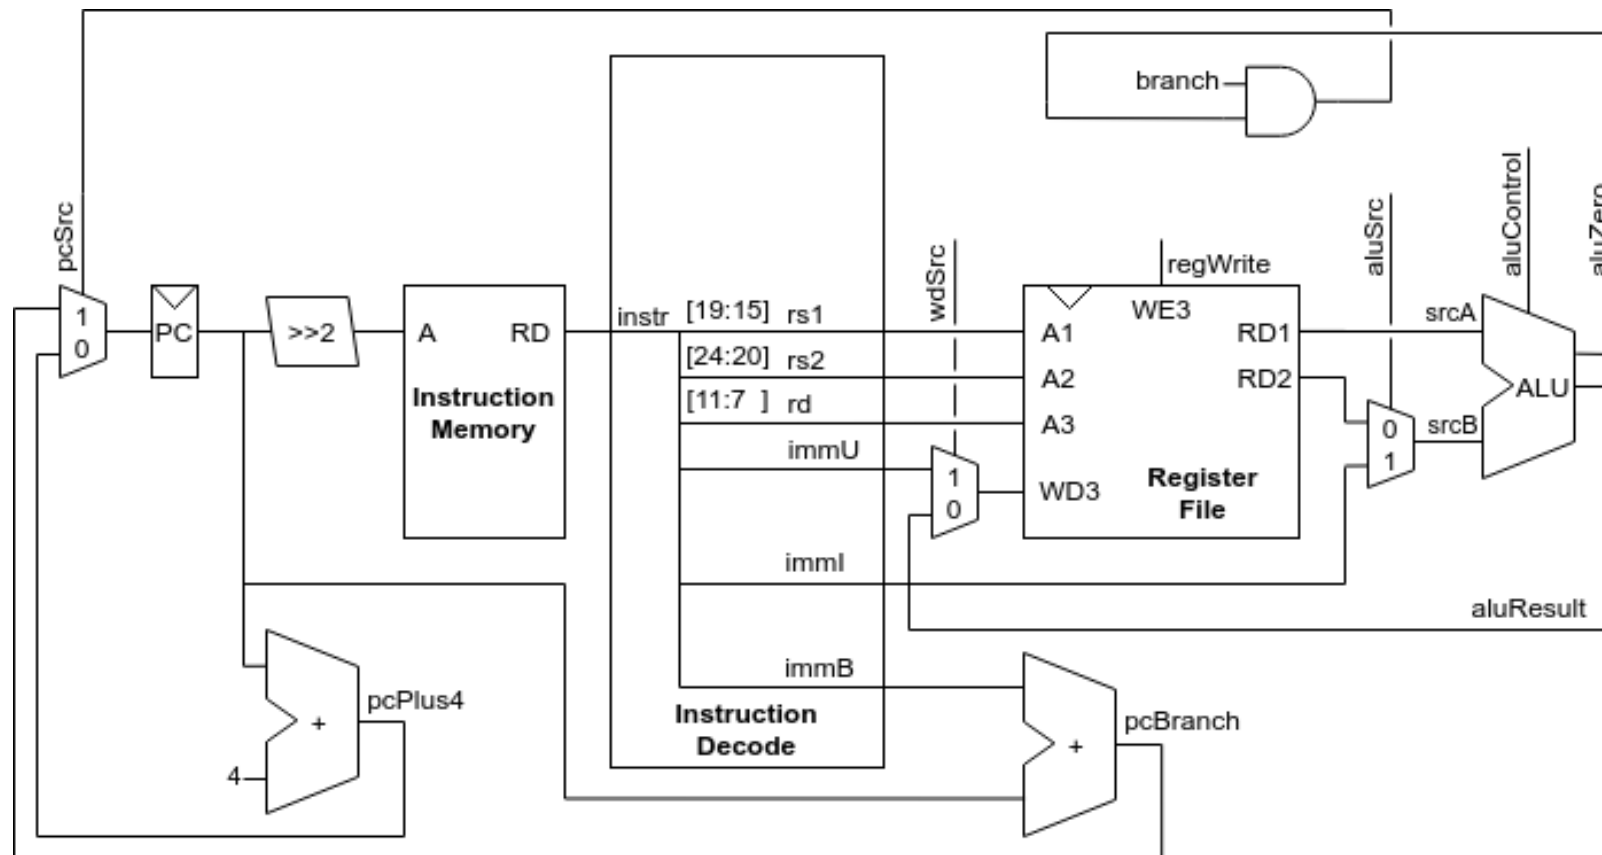 branch
pcSrc
wdSrc
regWrite
aluSrc
aluControl
aluZero
1
0
PC
>>2
A
RD
Instruction
Memory
instr
[19:15] rs1
[24:20] rs2
[11:7 ] rd
immU
immI
immB
Instruction
Decode
1
0
A1
A2
A3
WD3
WE3
RD1
RD2
Register
File
srcA
srcB
0
1
ALU
aluResult
pcPlus4
+
4
pcBranch
+